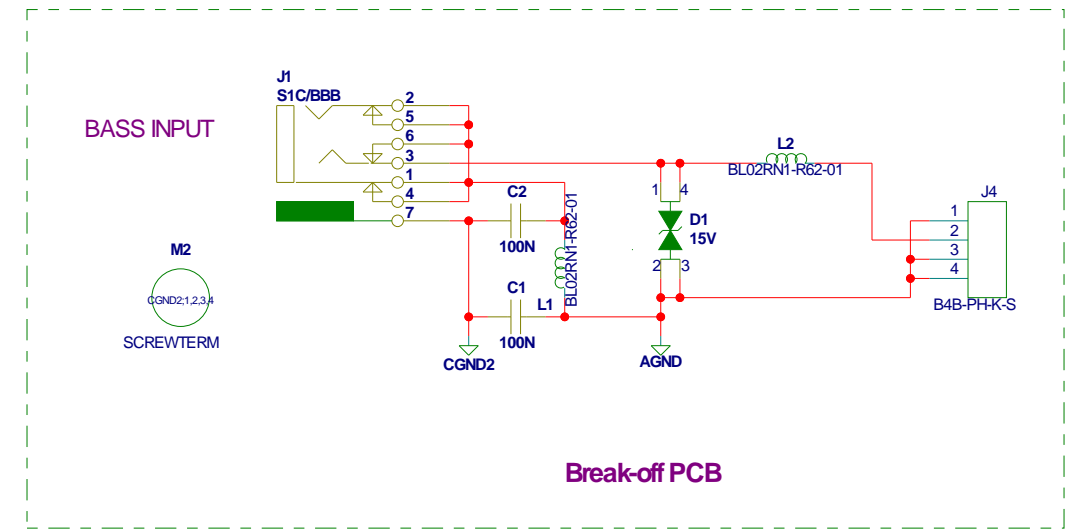 J1
S1C/BBB
BASS INPUT
2
5
6
3
1
4
7
C2
100N
BL02RN1-R62-01
C1
L1
100N
CGND2
M2
CGND2;1,2,3,4
SCREWTERM
1 4
D1
15V
2 3
AGND
L2
BL02RN1-R62-01
J4
1
2
3
4
B4B-PH-K-S
Break-off PCB